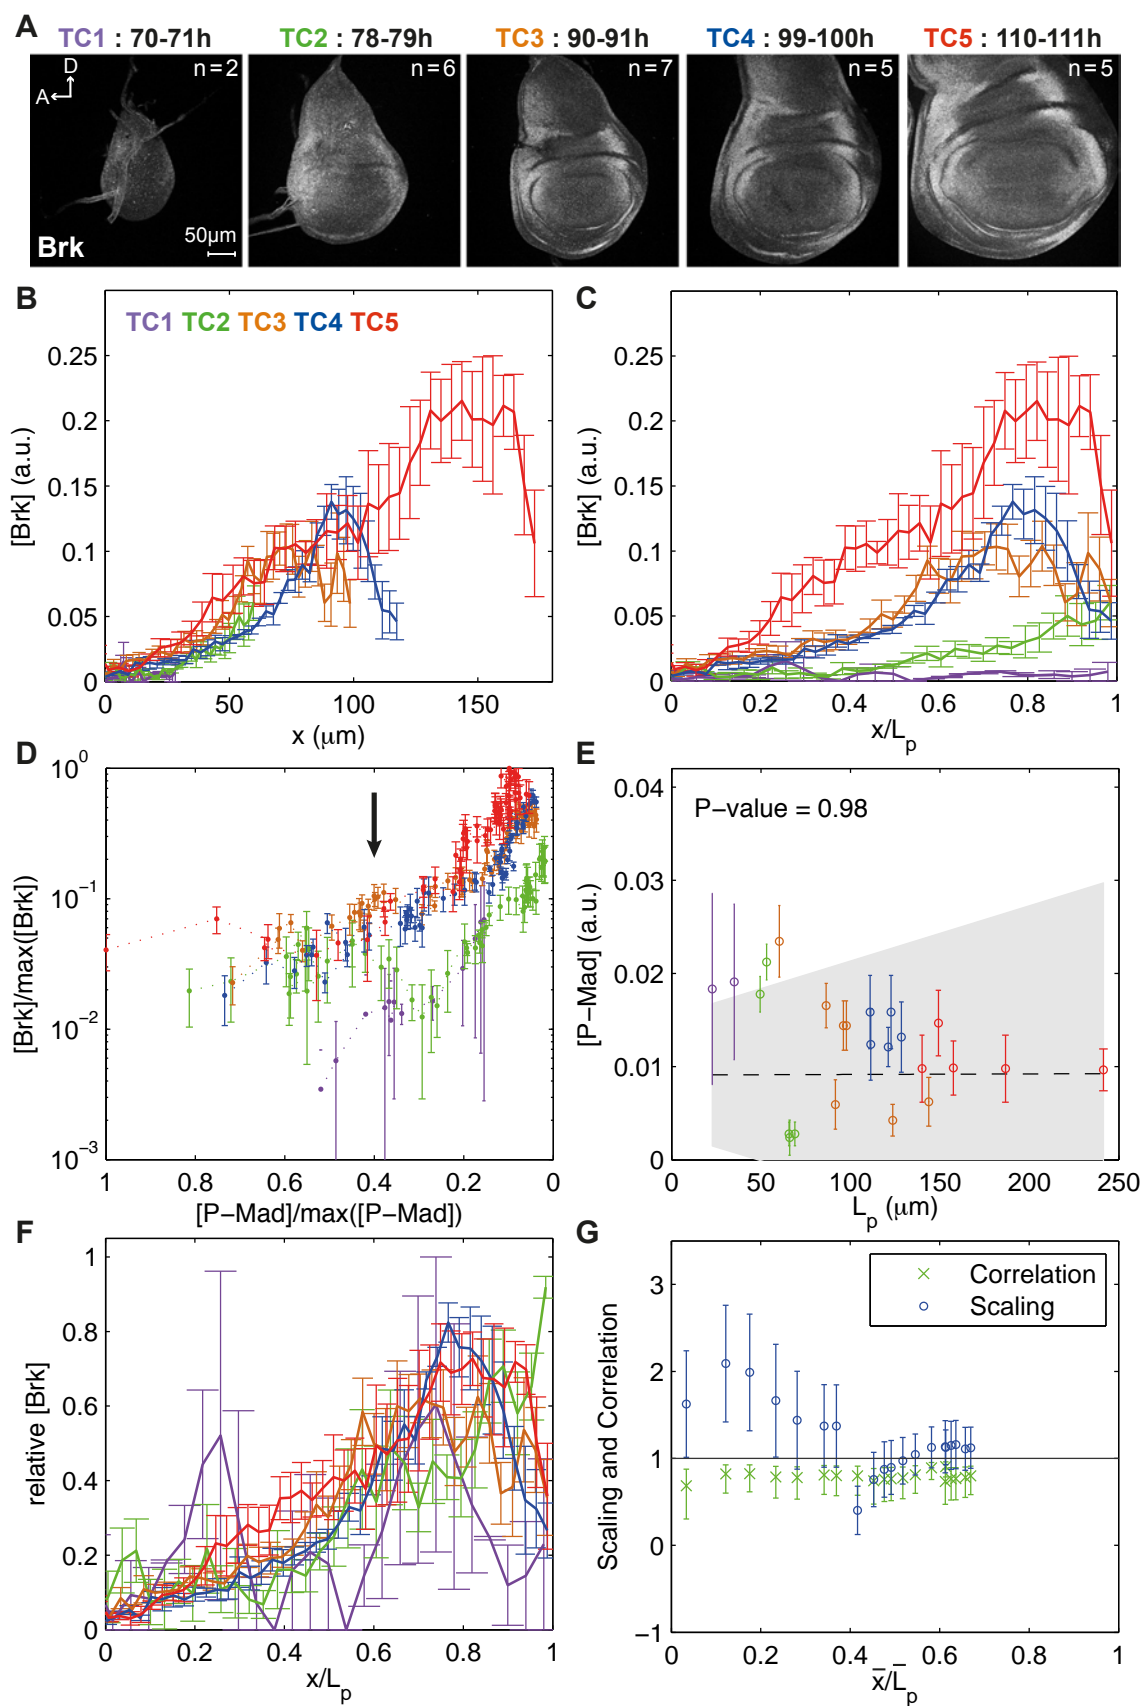 A
TC1 : 70-71h TC2 : 78-79h TC3 : 90-91h TC4 : 99-100h TC5 : 110-111h
D
A
n=2 n=6 n=7 n=5 n=5
Brk
50µm
B
TC1 TC2 TC3 TC4 TC5
[Brk] (a.u.)
0.25
0.2
0.15
0.1
0.05
0
0 50 100 150
x (µm)
C
[Brk] (a.u.)
0.25
0.2
0.15
0.1
0.05
0
0 0.2 0.4 0.6 0.8 1
x/Lp
D
[Brk]/max([Brk])
10^0
10^−1
10^−2
10^−3
1 0.8 0.6 0.4 0.2 0
[P−Mad]/max([P−Mad])
E
P−value = 0.98
[P−Mad] (a.u.)
0.04
0.03
0.02
0.01
0
0 50 100 150 200 250
Lp (µm)
F
relative [Brk]
1
0.8
0.6
0.4
0.2
0
0 0.2 0.4 0.6 0.8 1
x/Lp
G
Correlation
Scaling
Scaling and Correlation
3
2
1
0
−1
0 0.2 0.4 0.6 0.8 1
x̄/L̄p